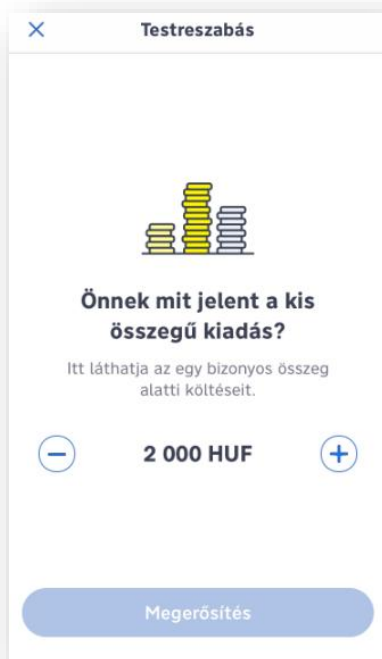 Testreszabás
Önnek mit jelent a kis
összegű kiadás?
Itt láthatja az egy bizonyos összeg
alatti költéseit.
2 000 HUF
Megerősítés